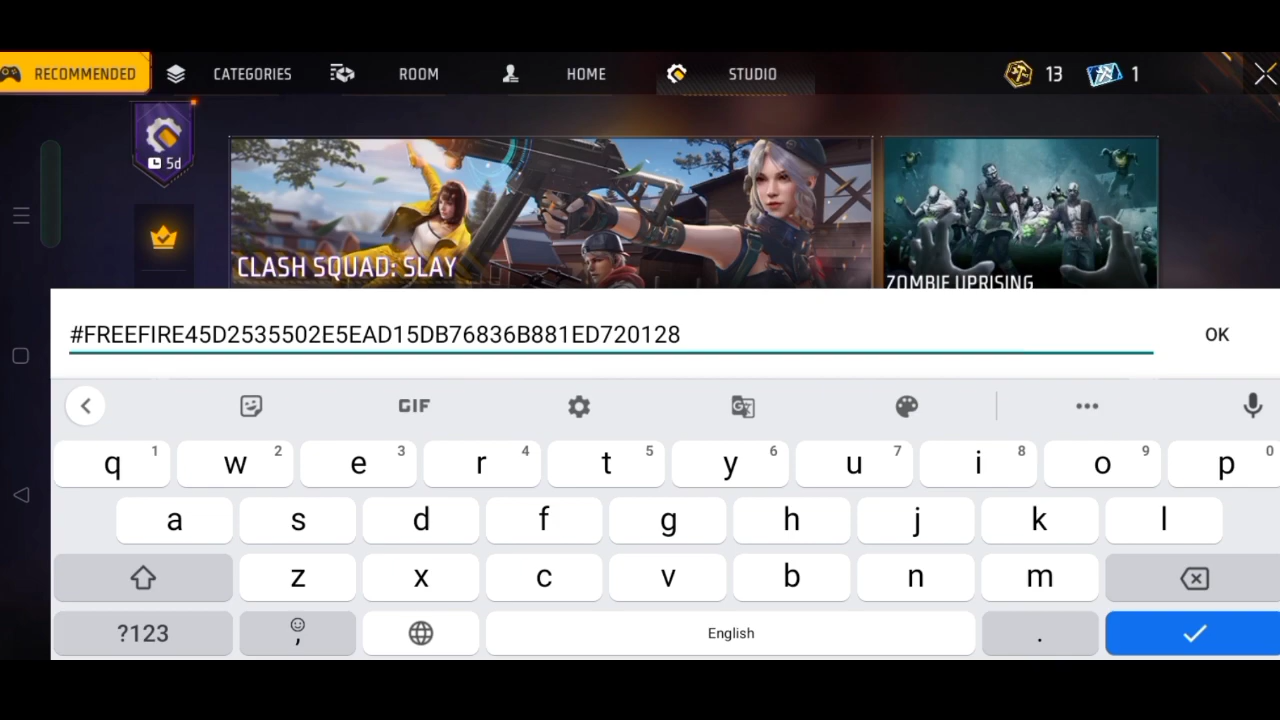 RECOMMENDED CATEGORIES ROOM HOME STUDIO 13 1
5d
CLASH SQUAD: SLAY
ZOMBIE UPRISING
#FREEFIRE45D2535502E5EAD15DB76836B881ED720128 OK
GIF
q 1 w 2 e 3 r 4 t 5 y 6 u 7 i 8 o 9 p 0
a s d f g h j k l
z x c v b n m
?123 , English .